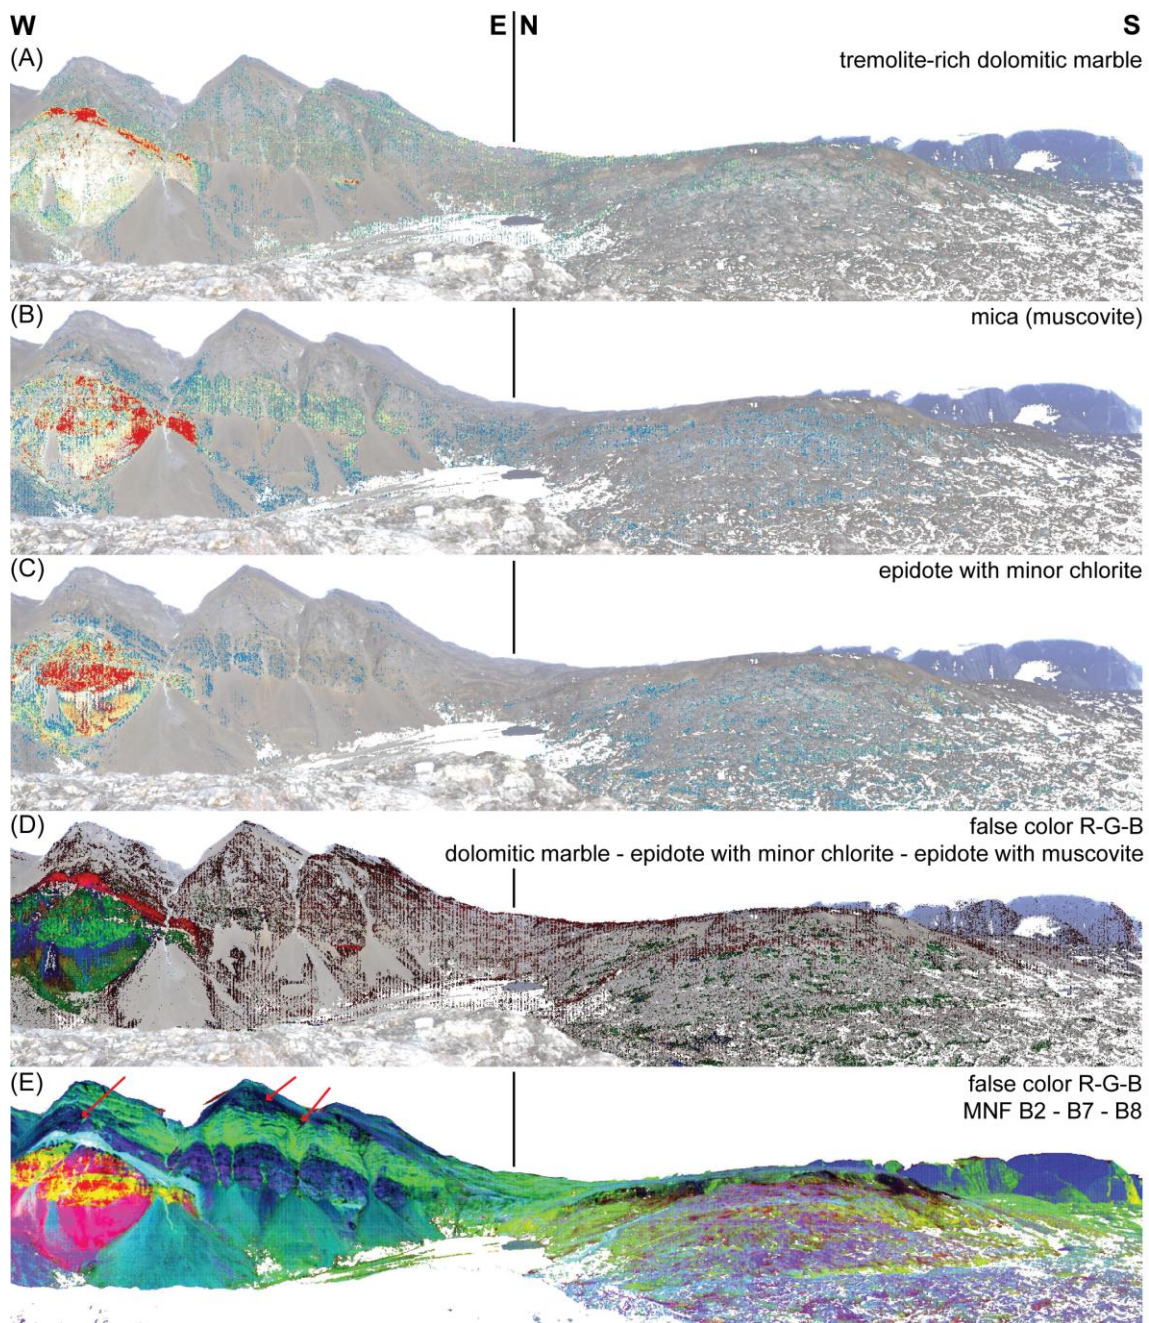 W E N S
(A)
tremolite-rich dolomitic marble
(B)
mica (muscovite)
(C)
epidote with minor chlorite
(D)
false color R-G-B
dolomitic marble - epidote with minor chlorite - epidote with muscovite
(E)
false color R-G-B
MNF B2 - B7 - B8